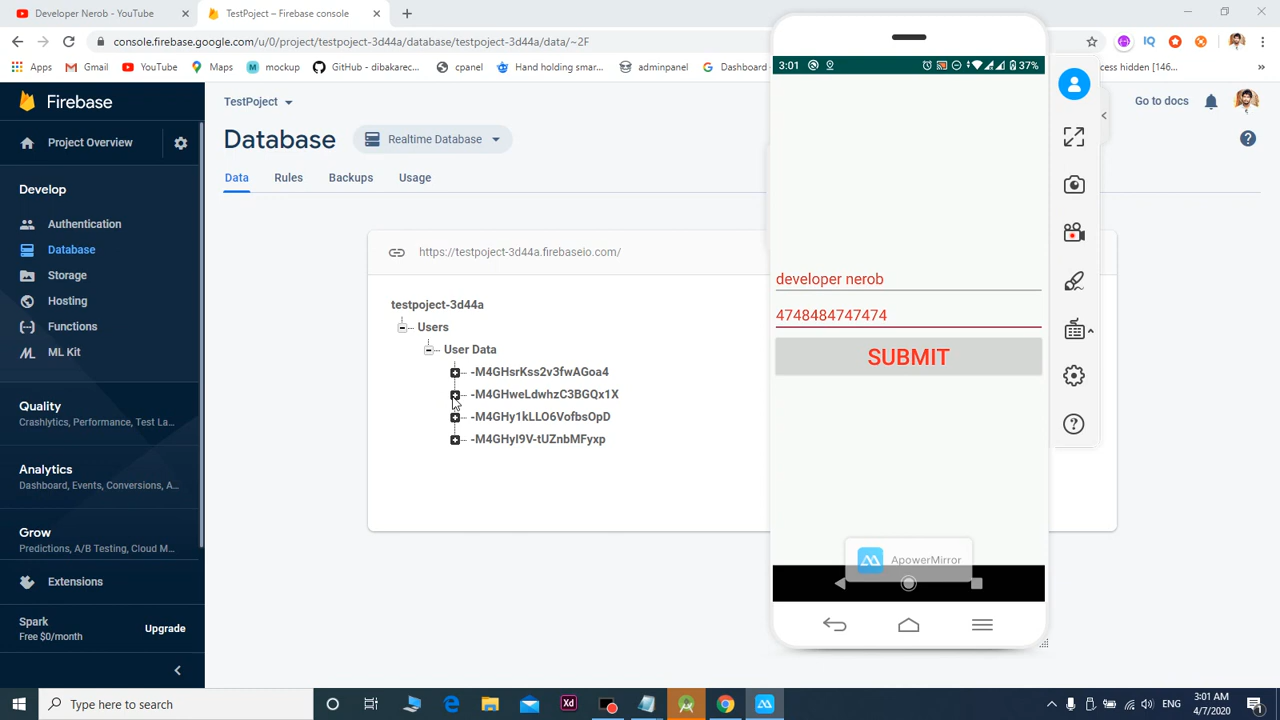 Developer Nerob - YouTube
TestPoject - Firebase console
console.firebase.google.com/u/0/project/testpoject-3d44a/database/testpoject-3d44a/data/~2F
Apps
Gmail
YouTube
Maps
mockup
GitHub - dibakarec...
cpanel
Hand holding smar...
adminpanel
Dashboard
IQ
ccess hidden [146...
»
Firebase
Project Overview
Develop
Authentication
Database
Storage
Hosting
Functions
ML Kit
Quality
Crashlytics, Performance, Test La...
Analytics
Dashboard, Events, Conversions, A...
Grow
Predictions, A/B Testing, Cloud M...
Extensions
Spark
Free $0/month
Upgrade
TestPoject
Go to docs
Database
Realtime Database
Data
Rules
Backups
Usage
https://testpoject-3d44a.firebaseio.com/
testpoject-3d44a
Users
User Data
-M4GHsrKss2v3fwAGoa4
-M4GHweLdwhzC3BGQx1X
-M4GHy1kLLO6VofbsOpD
-M4GHyI9V-tUZnbMFyxp
3:01
37%
developer nerob
4748484747474
SUBMIT
ApowerMirror
Type here to search
Xd
ENG
3:01 AM
4/7/2020
1